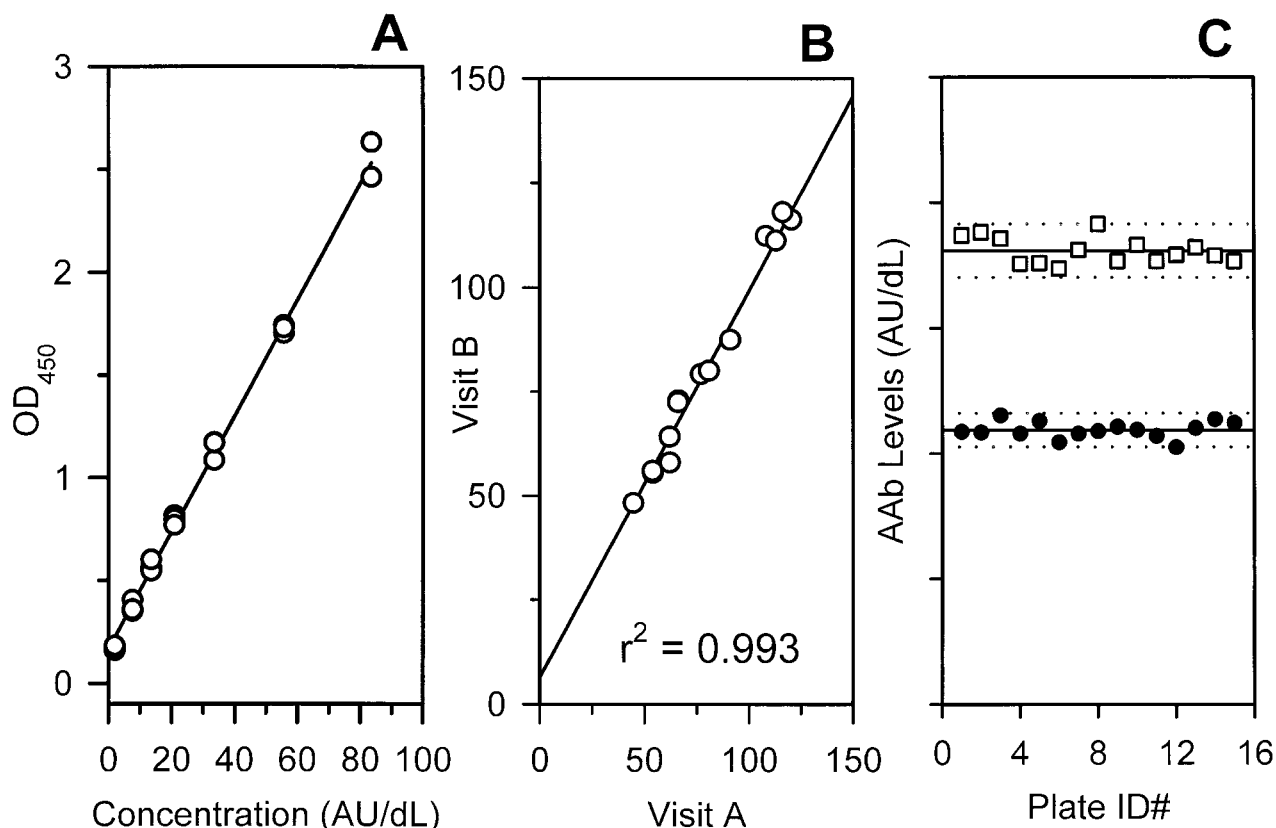 A
3
2
1
0
OD450
0 20 40 60 80 100
Concentration (AU/dL)
B
150
100
50
0
Visit B
r2 = 0.993
0 50 100 150
Visit A
C
AAb Levels (AU/dL)
0 4 8 12 16
Plate ID#